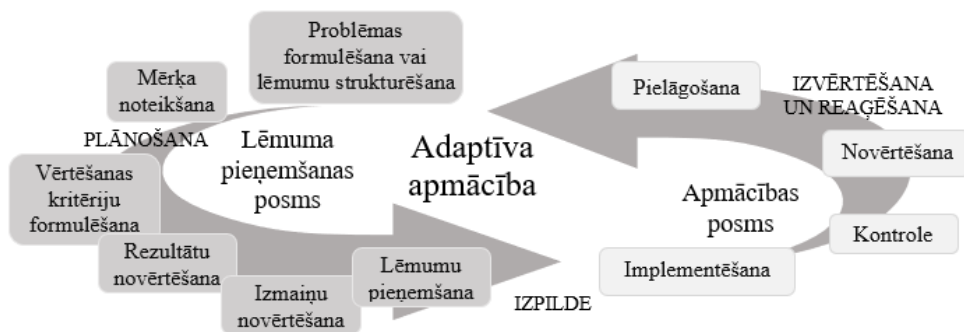 Problēmas
formulēšana vai
lēmumu strukturēšana
Mērķa
noteikšana
PLĀNOŠANA
Vērtēšanas
kritēriju
formulēšana
Rezultātu
novērtēšana
Izmaiņu
novērtēšana
Lēmumu
pieņemšana
Lēmuma
pieņemšanas
posms
Adaptīva
apmācība
IZPILDE
Implementēšana
Kontrole
Novērtēšana
IZVĒRTĒŠANA
UN REAĢĒŠANA
Pielāgošana
Apmācības
posms